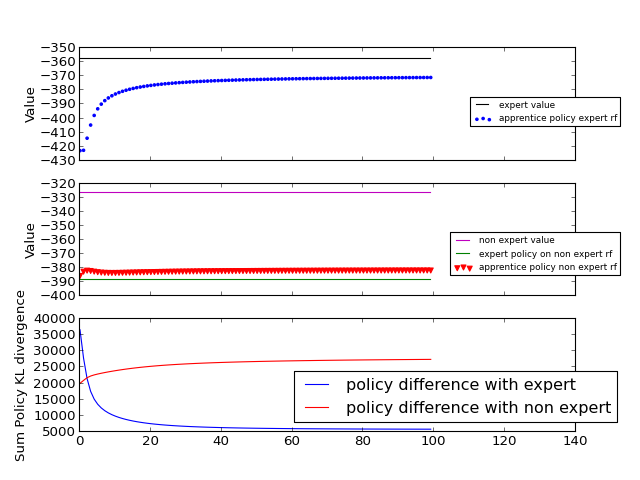 −350
−360
−370
−380
−390
−400
−410
−420
−430
Value
expert value
apprentice policy expert rf
−320
−330
−340
−350
−360
−370
−380
−390
−400
Value
non expert value
expert policy on non expert rf
apprentice policy non expert rf
40000
35000
30000
25000
20000
15000
10000
5000
Sum Policy KL divergence
policy difference with expert
policy difference with non expert
0 20 40 60 80 100 120 140